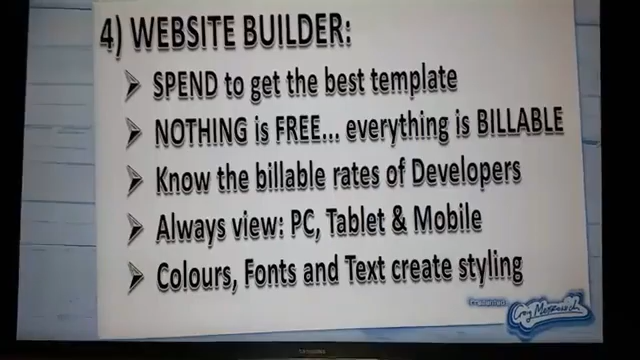 4) WEBSITE BUILDER:
SPEND to get the best template
NOTHING is FREE... everything is BILLABLE
Know the billable rates of Developers
Always view: PC, Tablet & Mobile
Colours, Fonts and Text create styling